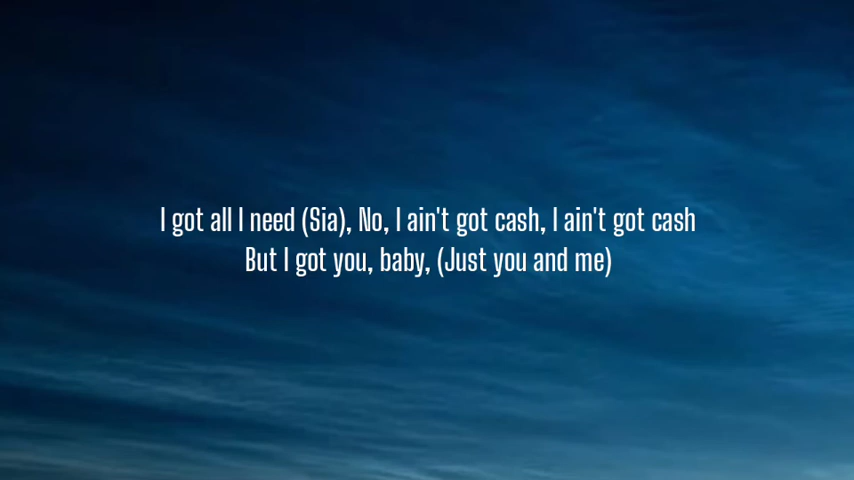 I got all I need (Sia), No, I ain't got cash, I ain't got cash
But I got you, baby, (Just you and me)